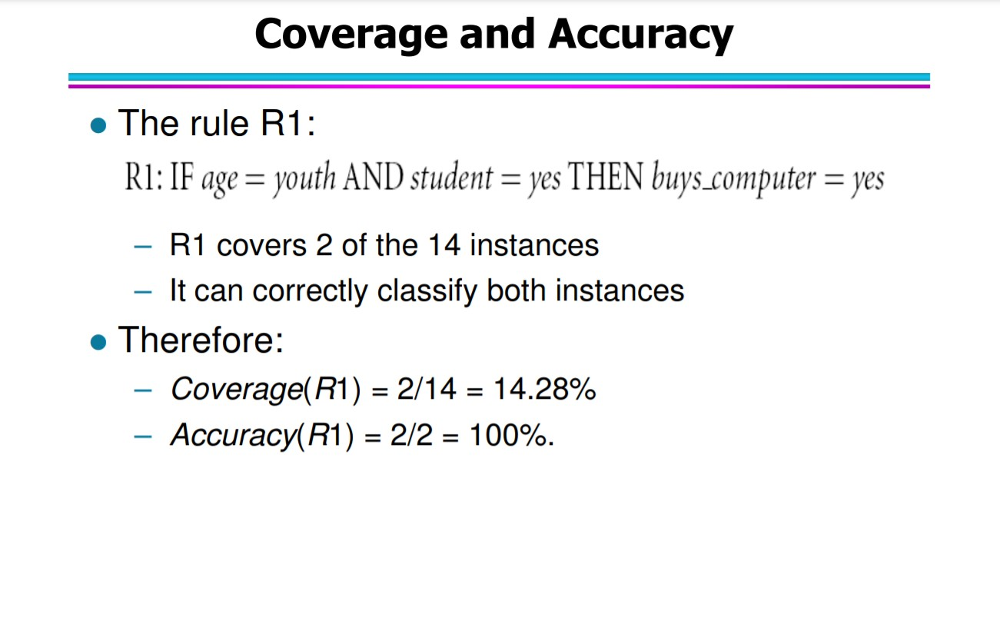 Coverage and Accuracy
● The rule R1:
R1: IF age = youth AND student = yes THEN buys_computer = yes
– R1 covers 2 of the 14 instances
– It can correctly classify both instances
● Therefore:
– Coverage(R1) = 2/14 = 14.28%
– Accuracy(R1) = 2/2 = 100%.